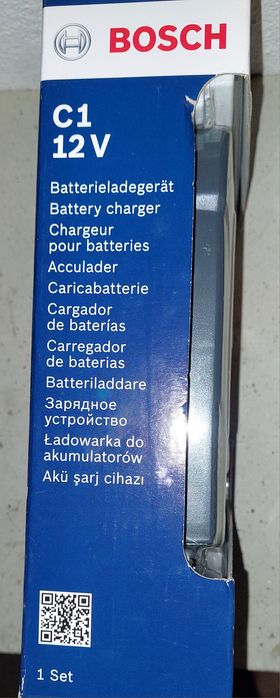 BOSCH
C1
12 V
Batterieladegerät
Battery charger
Chargeur
pour batteries
Acculader
Caricabatterie
Cargador
de baterías
Carregador
de baterias
Batteriladdare
Зарядное
устройство
Ładowarka do
akumulatorów
Akü şarj cihazı
1 Set